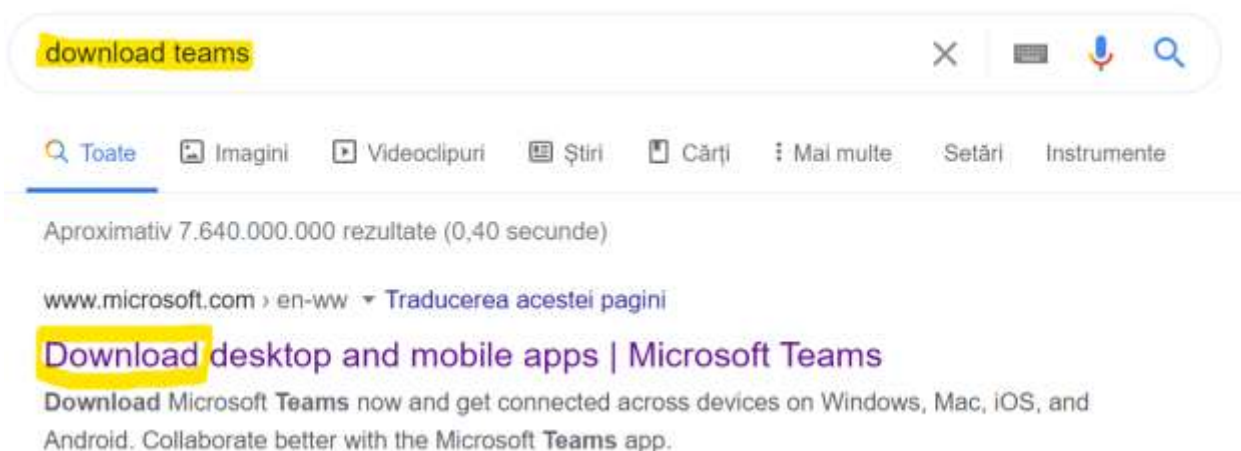 download teams
Toate Imagini Videoclipuri Știri Cărți Mai multe Setări Instrumente
Aproximativ 7.640.000.000 rezultate (0,40 secunde)
www.microsoft.com › en-ww ▾ Traducerea acestei pagini
Download desktop and mobile apps | Microsoft Teams
Download Microsoft Teams now and get connected across devices on Windows, Mac, iOS, and
Android. Collaborate better with the Microsoft Teams app.